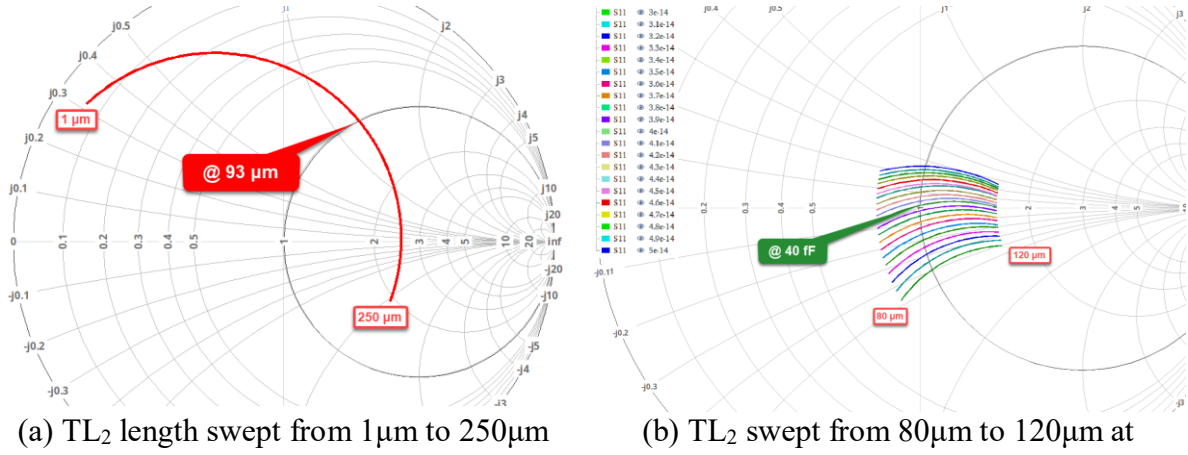 j0.5
j0.4
j0.3
j0.2
j0.1
0 0.1 0.2 0.3 0.4 0.5 1 2 3 4 5 10 20 inf
-j0.1
-j0.2
-j0.3
j1
j2
j3
j4
j5
j10
j20
j
-j20
-j10
-j5
-j4
-j3
1 μm
@ 93 μm
250 μm
S11 3e-14
S11 3.1e-14
S11 3.2e-14
S11 3.3e-14
S11 3.4e-14
S11 3.5e-14
S11 3.6e-14
S11 3.7e-14
S11 3.8e-14
S11 3.9e-14
S11 4e-14
S11 4.1e-14
S11 4.2e-14
S11 4.3e-14
S11 4.4e-14
S11 4.5e-14
S11 4.6e-14
S11 4.7e-14
S11 4.8e-14
S11 4.9e-14
S11 5e-14
j1
j2
j3
0.2 0.3 0.4 0.5 1 2 3 4 5 10
-j0.11
-j0.2
-j0.3
-j3
@ 40 fF
120 μm
80 μm
(a) TL₂ length swept from 1μm to 250μm
(b) TL₂ swept from 80μm to 120μm at